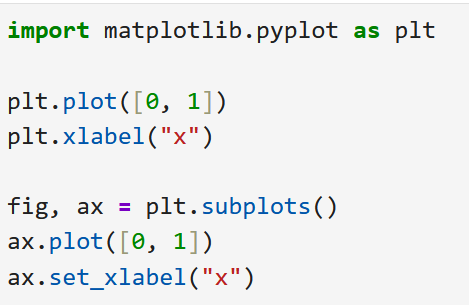 import matplotlib.pyplot as plt
plt.plot([0, 1])
plt.xlabel("x")
fig, ax = plt.subplots()
ax.plot([0, 1])
ax.set_xlabel("x")